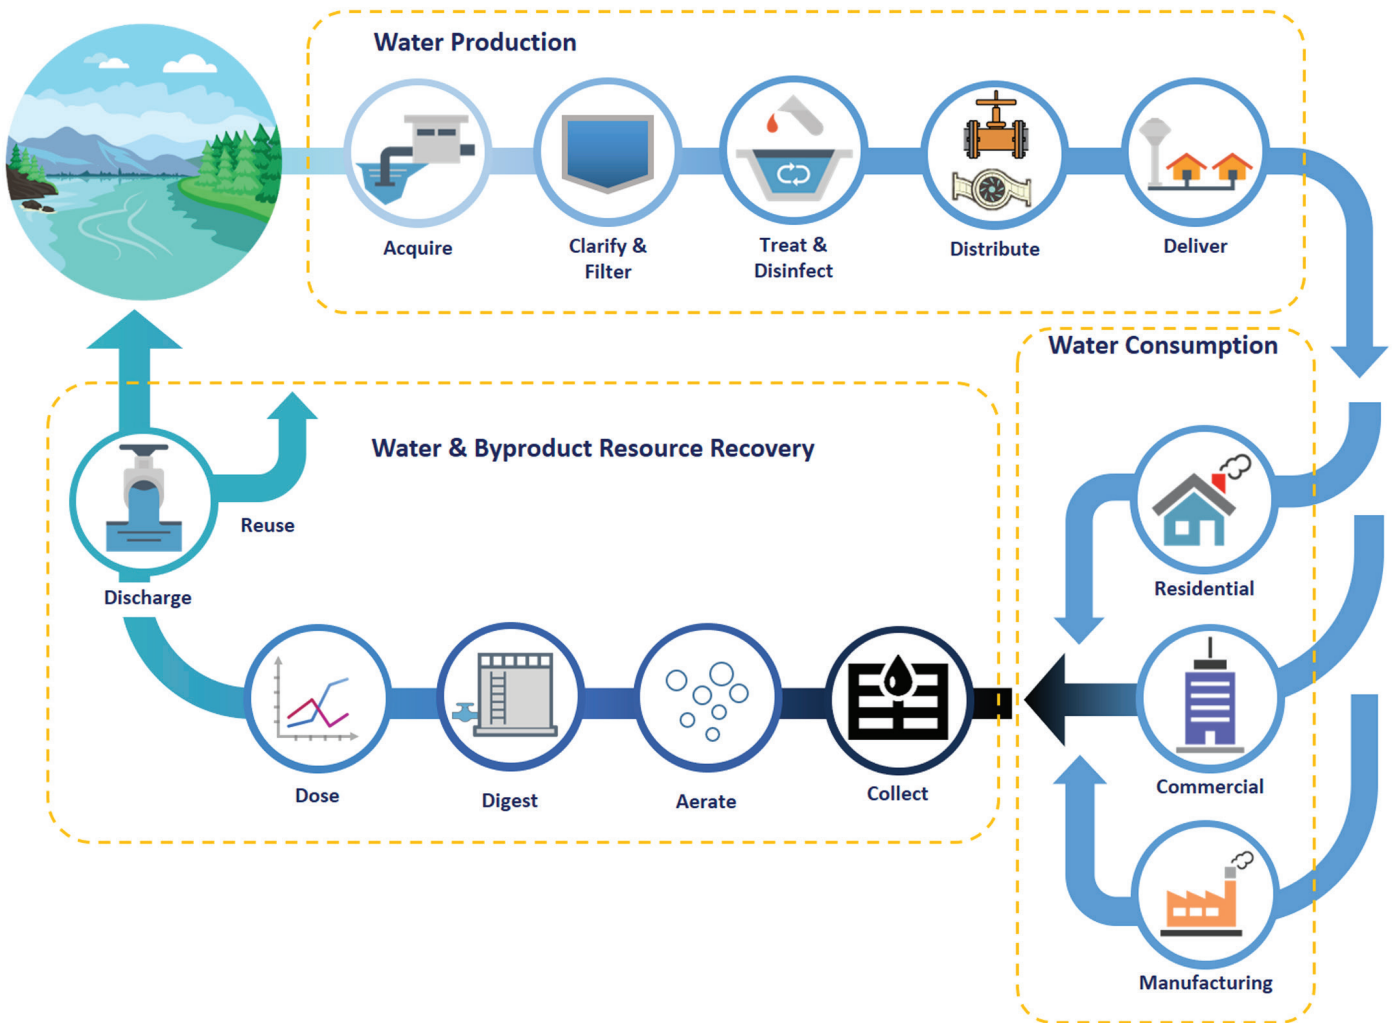 Water Production
Acquire
Clarify &
Filter
Treat &
Disinfect
Distribute
Deliver
Water Consumption
Residential
Commercial
Manufacturing
Water & Byproduct Resource Recovery
Collect
Aerate
Digest
Dose
Discharge
Reuse